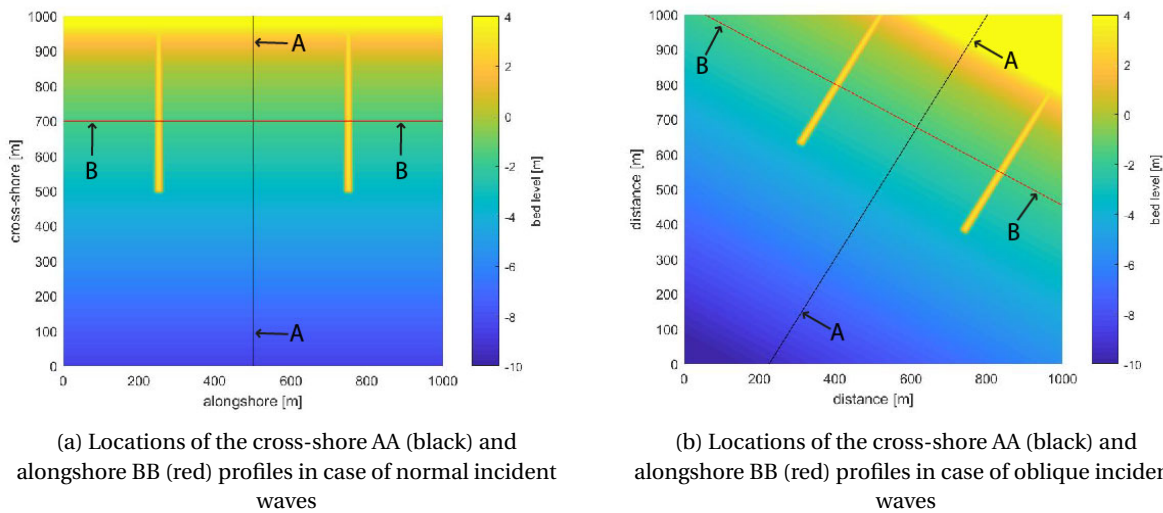 1000
900
800
700
600
500
400
300
200
100
0
cross-shore [m]
A
B
B
A
0
200
400
600
800
1000
alongshore [m]
4
2
0
-2
-4
-6
-8
-10
bed level [m]
(a) Locations of the cross-shore AA (black) and
alongshore BB (red) profiles in case of normal incident
waves
1000
900
800
700
600
500
400
300
200
100
0
distance [m]
B
A
B
A
0
200
400
600
800
1000
distance [m]
4
2
0
-2
-4
-6
-8
-10
bed level [m]
(b) Locations of the cross-shore AA (black) and
alongshore BB (red) profiles in case of oblique incider
waves